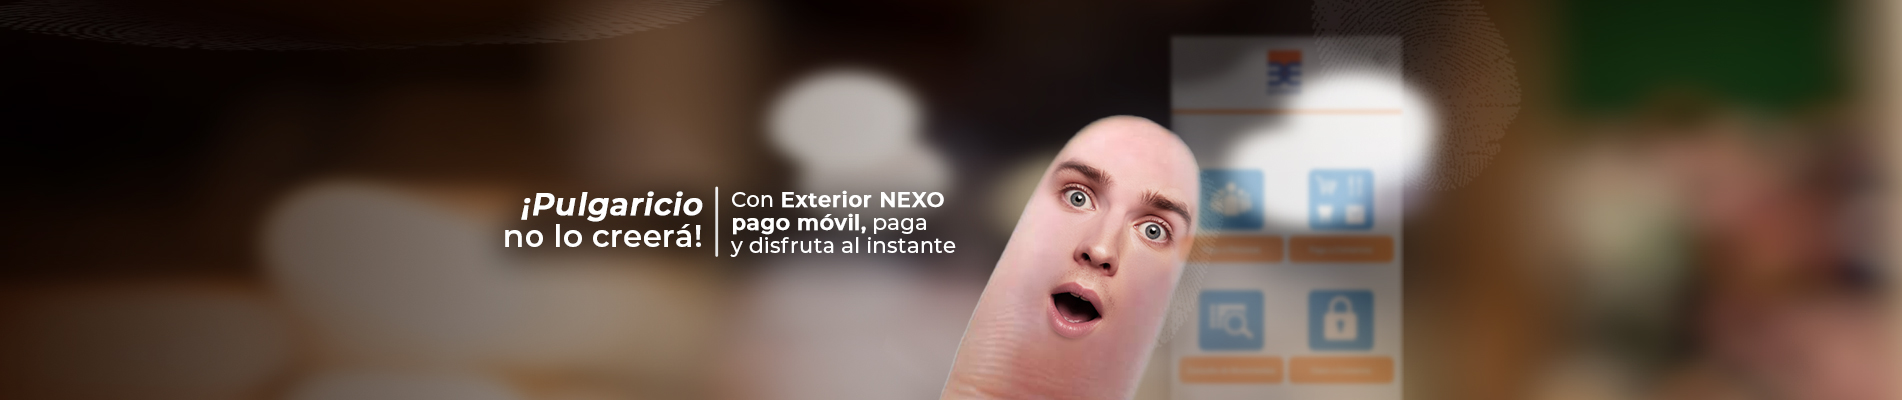 ¡Pulgaricio
no lo creerá!
Con Exterior NEXO
pago móvil, paga
y disfruta al instante